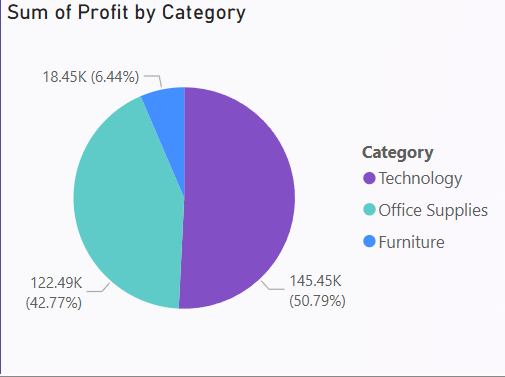 Sum of Profit by Category
18.45K (6.44%)
Category
Technology
Office Supplies
Furniture
122.49K
(42.77%)
145.45K
(50.79%)